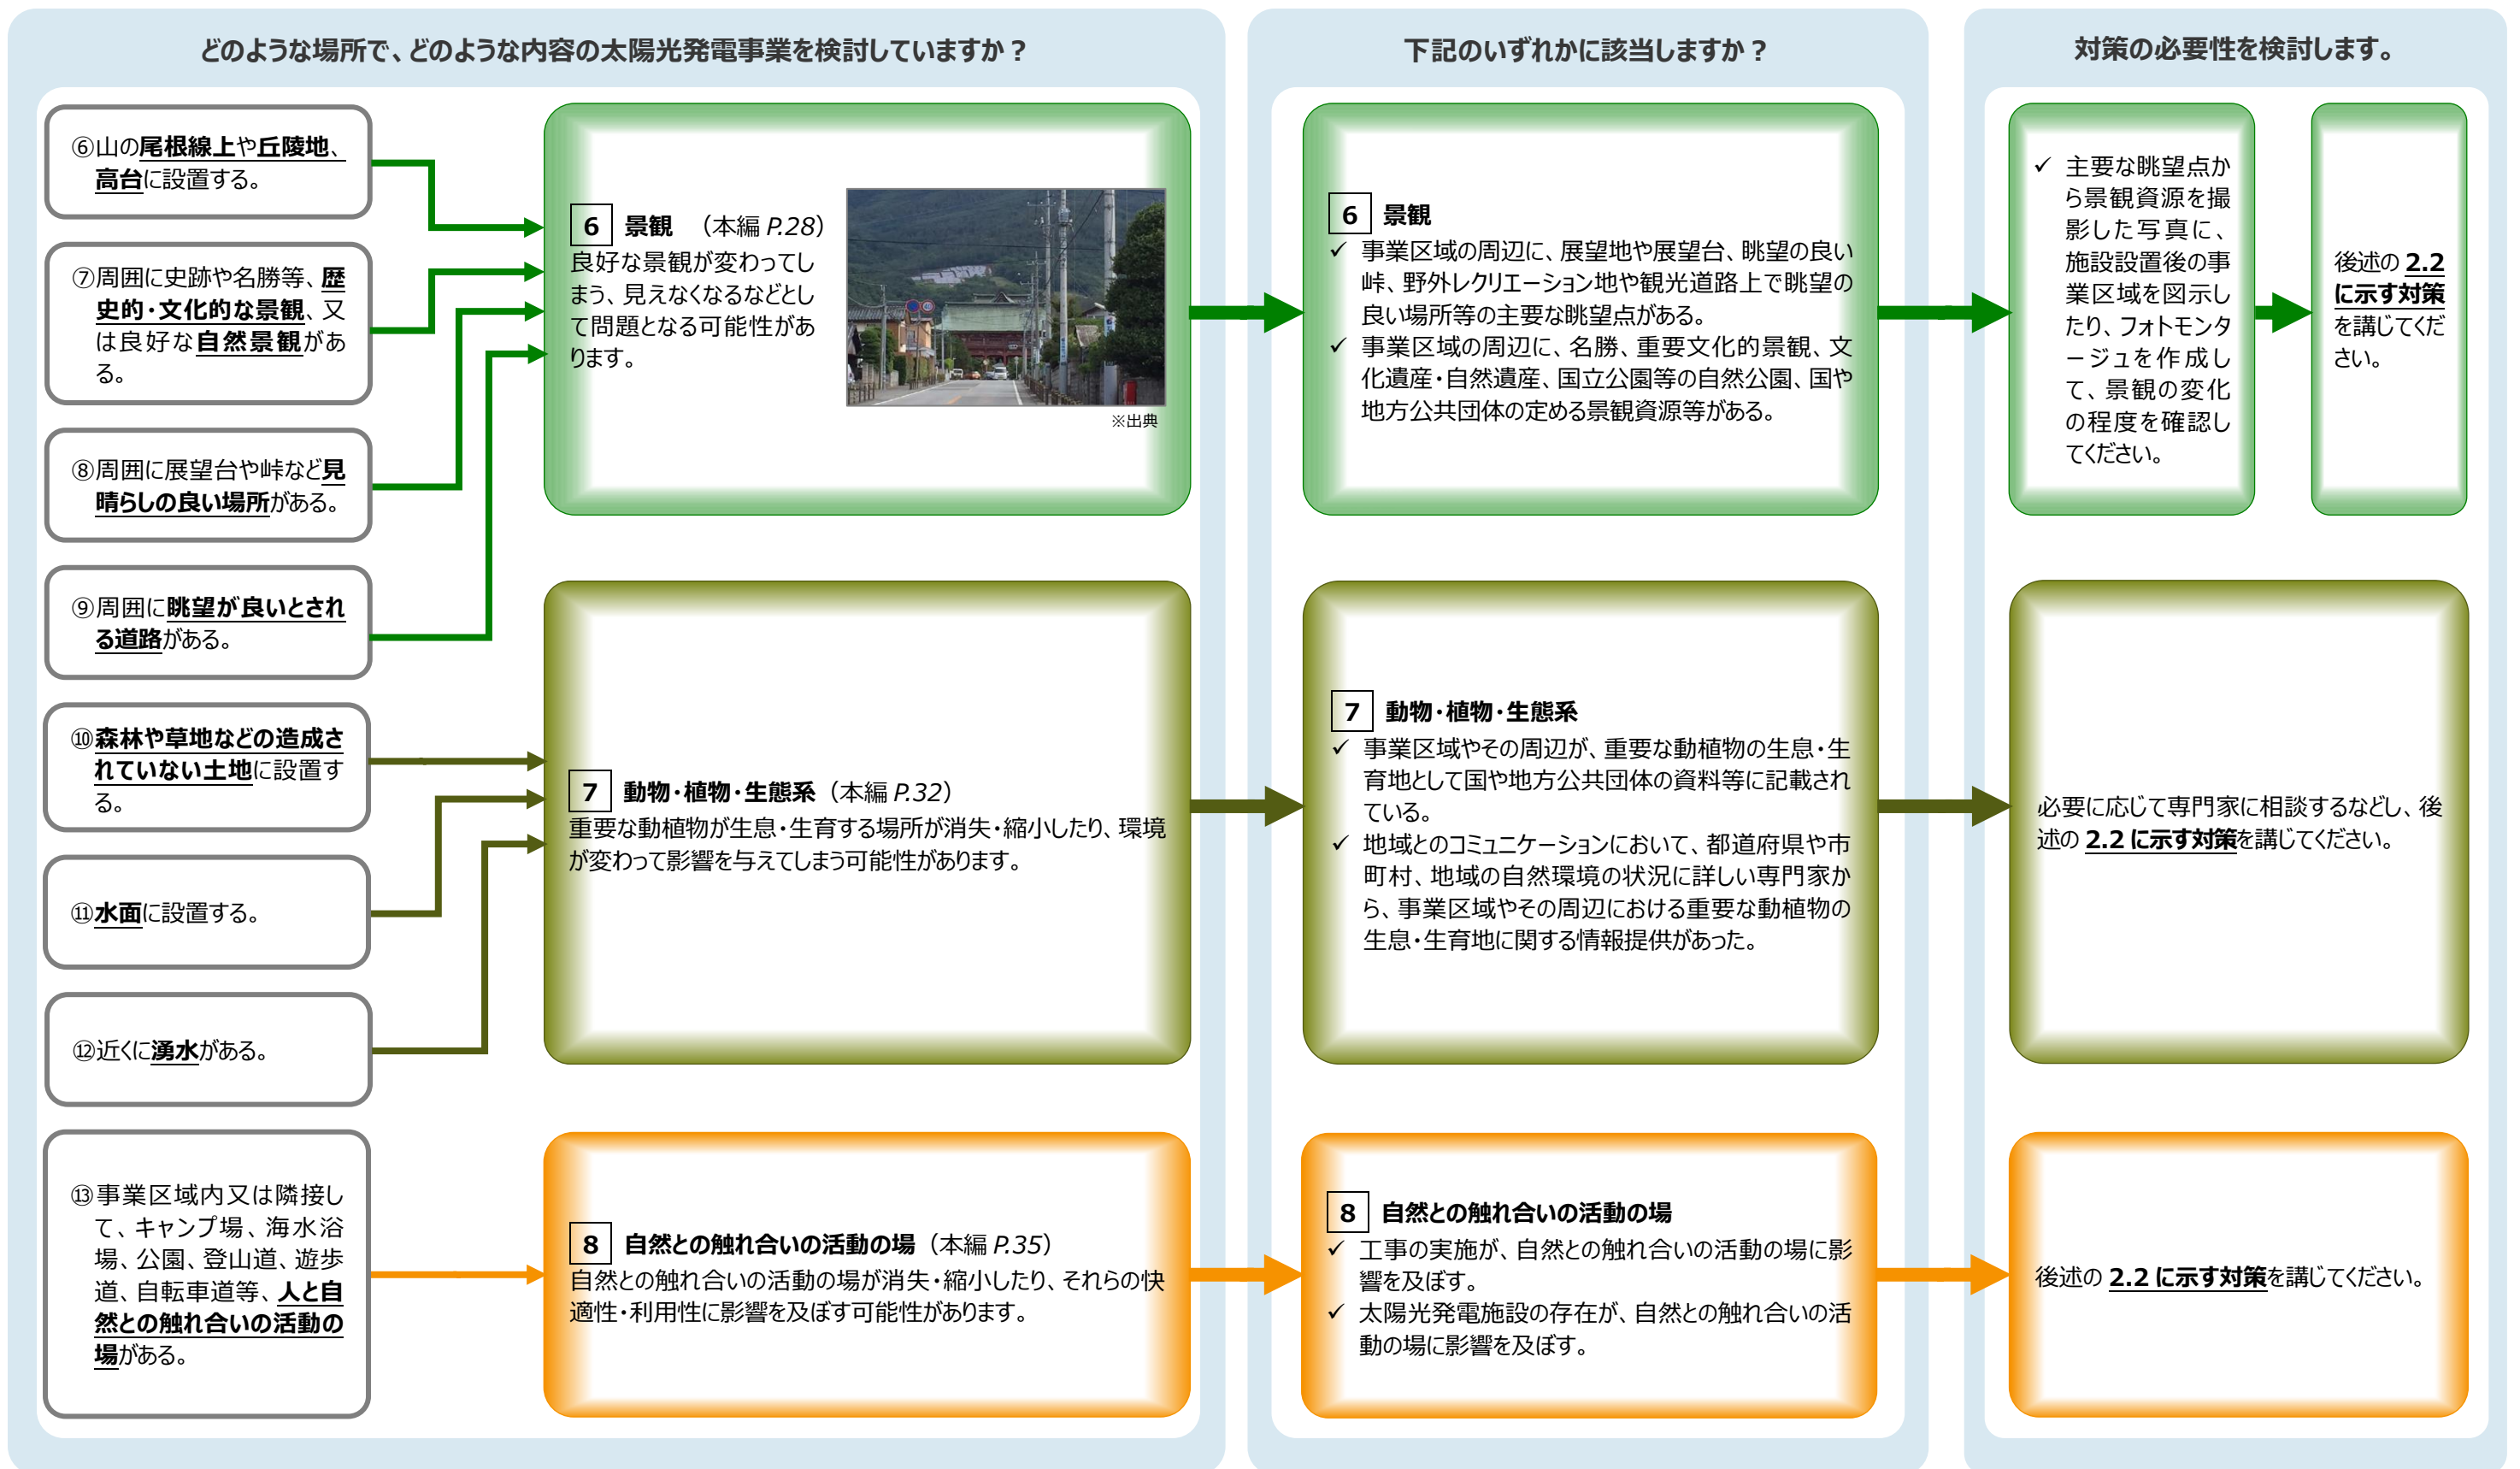 どのような場所で、どのような内容の太陽光発電事業を検討していますか？
⑥山の尾根線上や丘陵地、
高台に設置する。
⑦周囲に史跡や名勝等、歴
史的・文化的な景観、又
は良好な自然景観があ
る。
⑧周囲に展望台や峠など見
晴らしの良い場所がある。
⑨周囲に眺望が良いとされ
る道路がある。
⑩森林や草地などの造成さ
れていない土地に設置す
る。
⑪水面に設置する。
⑫近くに湧水がある。
⑬事業区域内又は隣接し
て、キャンプ場、海水浴
場、公園、登山道、遊歩
道、自転車道等、人と自
然との触れ合いの活動の
場がある。
6 景観 （本編 P.28）
良好な景観が変わってし
まう、見えなくなるなどとし
て問題となる可能性があ
ります。
※出典
7 動物・植物・生態系（本編 P.32）
重要な動植物が生息・生育する場所が消失・縮小したり、環境
が変わって影響を与えてしまう可能性があります。
8 自然との触れ合いの活動の場（本編 P.35）
自然との触れ合いの活動の場が消失・縮小したり、それらの快
適性・利用性に影響を及ぼす可能性があります。
下記のいずれかに該当しますか？
6 景観
✓ 事業区域の周辺に、展望地や展望台、眺望の良い
峠、野外レクリエーション地や観光道路上で眺望の
良い場所等の主要な眺望点がある。
✓ 事業区域の周辺に、名勝、重要文化的景観、文
化遺産・自然遺産、国立公園等の自然公園、国や
地方公共団体の定める景観資源等がある。
7 動物・植物・生態系
✓ 事業区域やその周辺が、重要な動植物の生息・生
育地として国や地方公共団体の資料等に記載され
ている。
✓ 地域とのコミュニケーションにおいて、都道府県や市
町村、地域の自然環境の状況に詳しい専門家か
ら、事業区域やその周辺における重要な動植物の
生息・生育地に関する情報提供があった。
8 自然との触れ合いの活動の場
✓ 工事の実施が、自然との触れ合いの活動の場に影
響を及ぼす。
✓ 太陽光発電施設の存在が、自然との触れ合いの活
動の場に影響を及ぼす。
対策の必要性を検討します。
✓ 主要な眺望点か
ら景観資源を撮
影した写真に、
施設設置後の事
業区域を図示し
たり、フォトモンタ
ージュを作成し
て、景観の変化
の程度を確認し
てください。
後述の 2.2
に示す対策
を講じてくだ
さい。
必要に応じて専門家に相談するなどし、後
述の 2.2 に示す対策を講じてください。
後述の 2.2 に示す対策を講じてください。